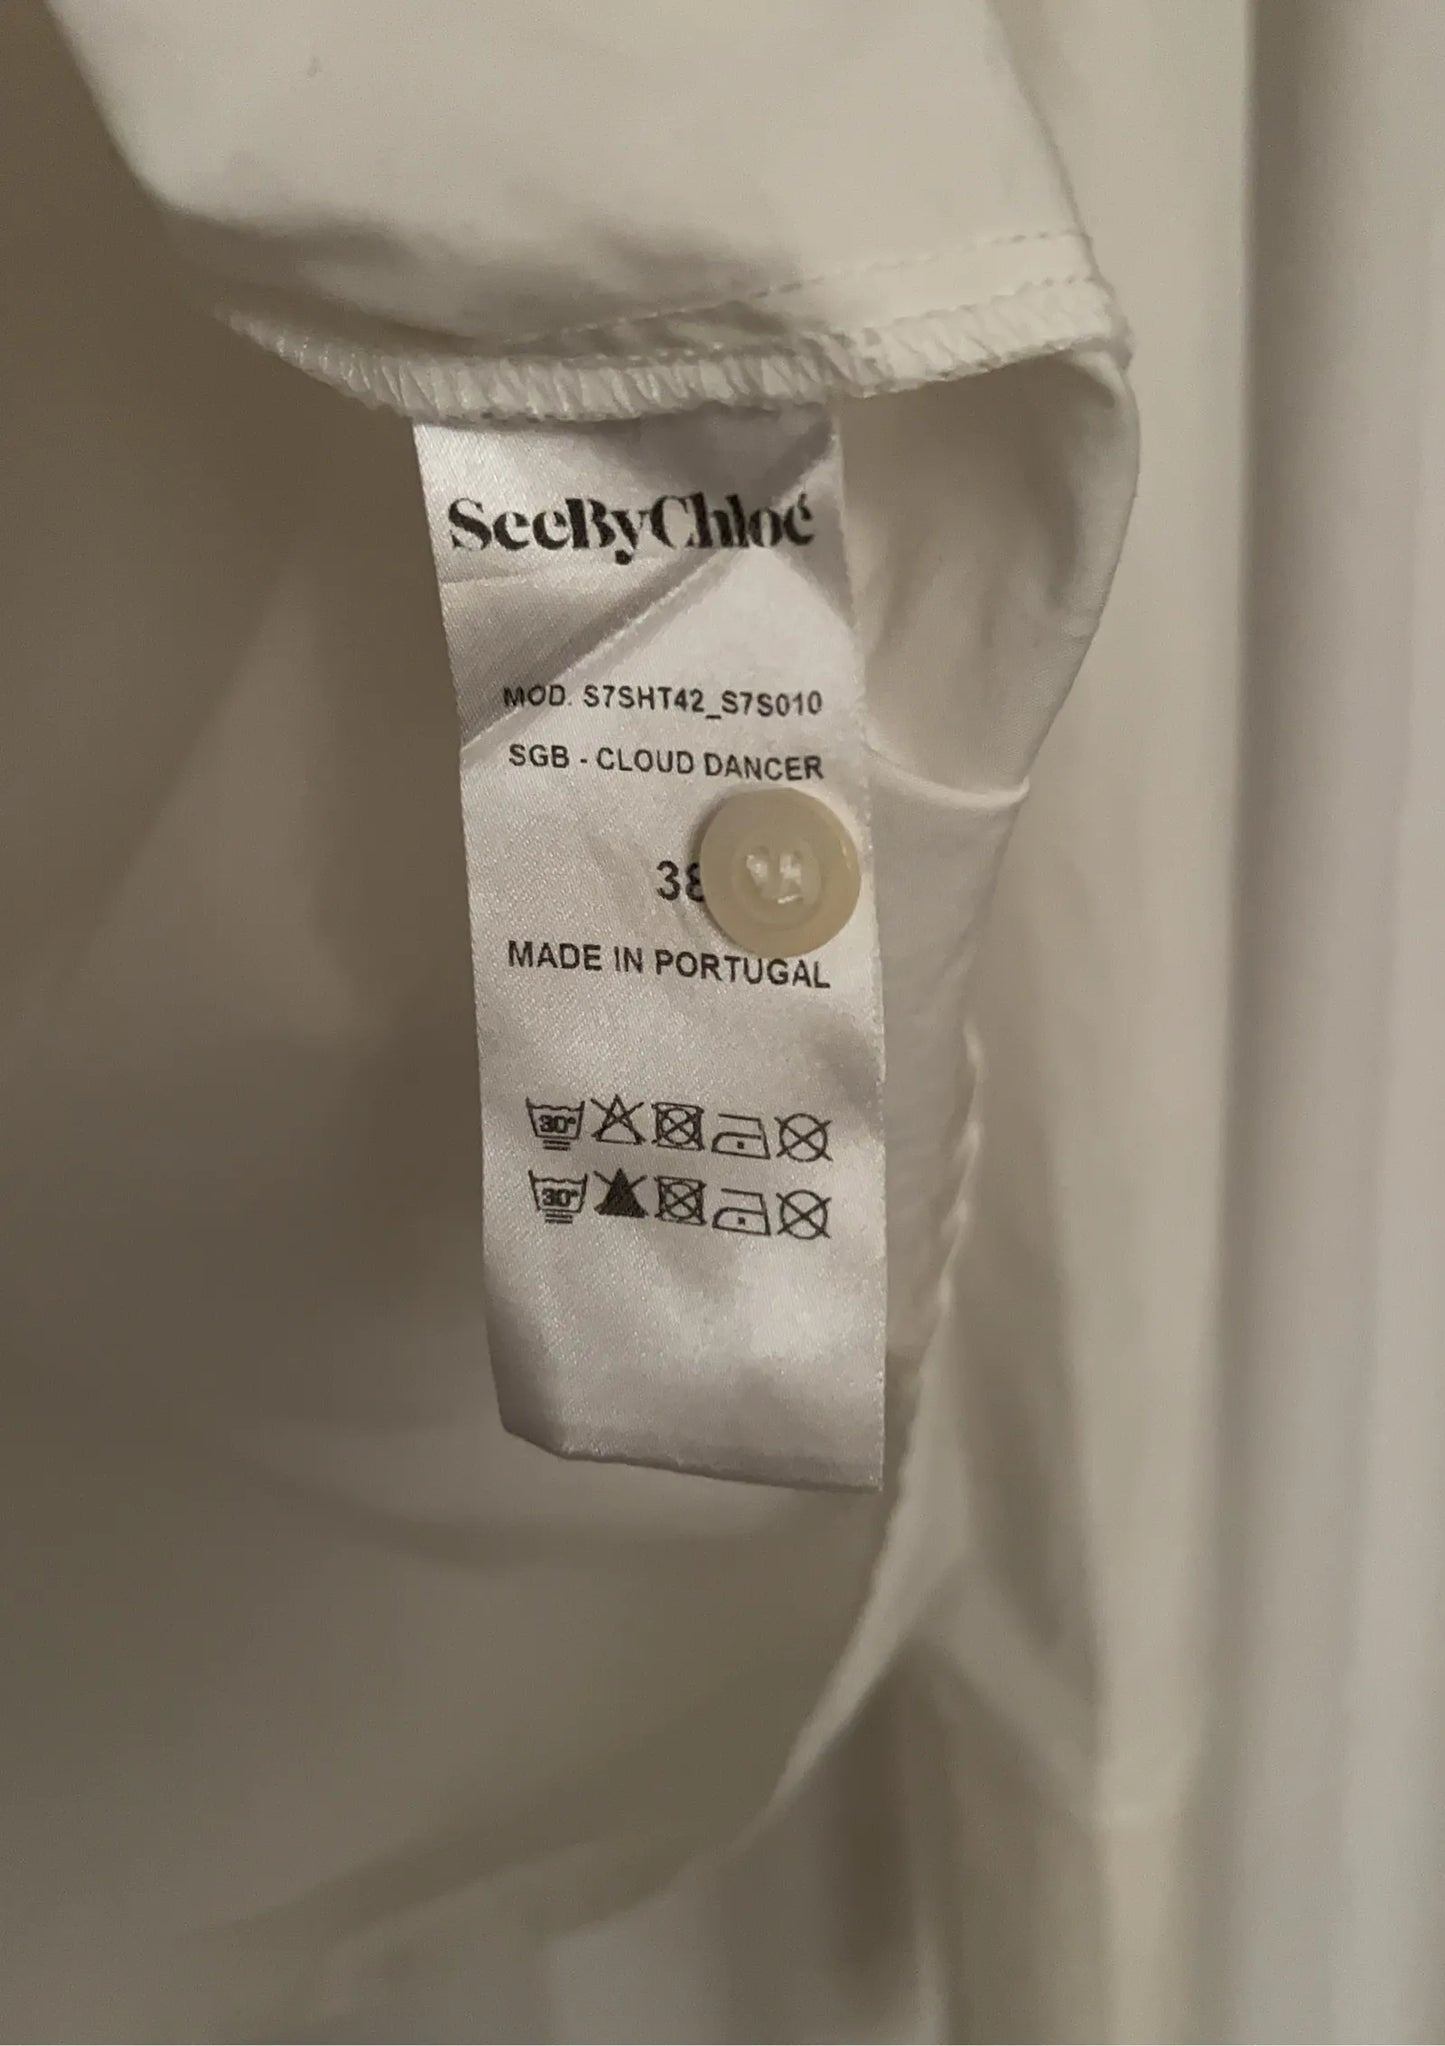 SeeByChloé
MOD. S7SHT42_S7S010
SGB - CLOUD DANCER
38
MADE IN PORTUGAL
30°
30°